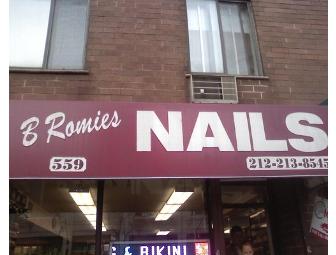 B Romies NAILS
559 212-213-8545
& BIKINI